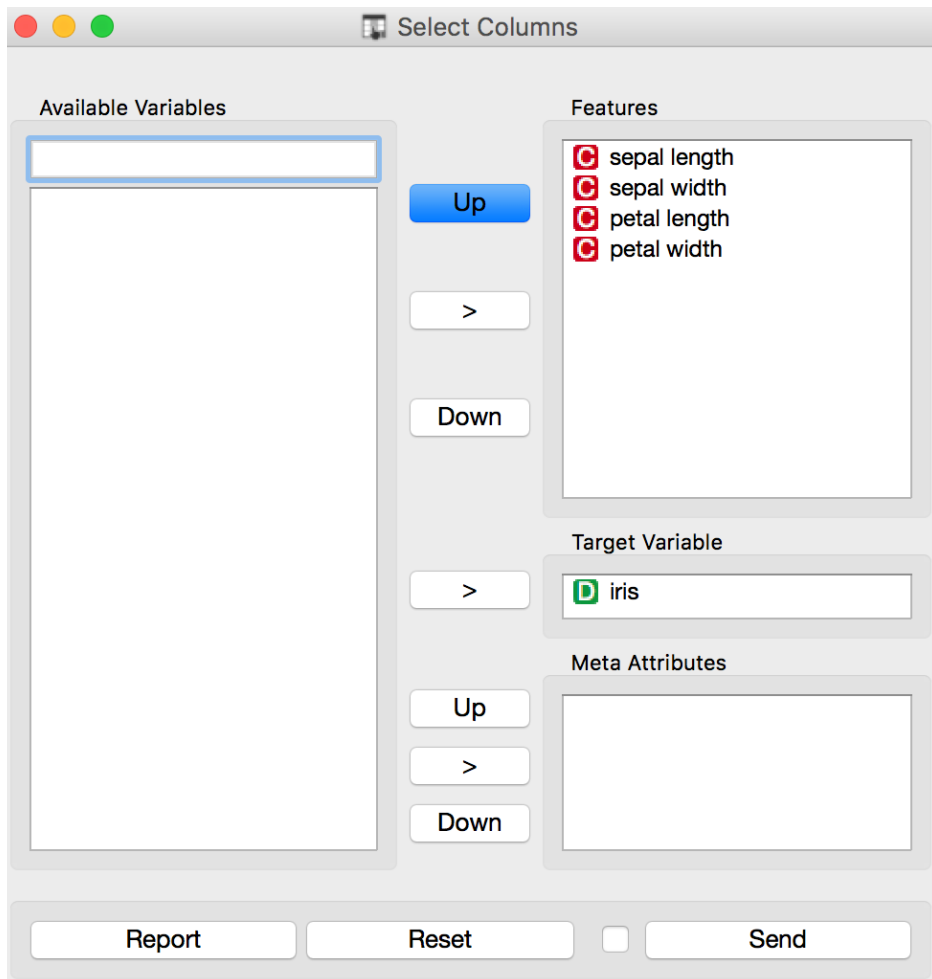 Select Columns
Available Variables
Features
C sepal length
C sepal width
C petal length
C petal width
Up
>
Down
Target Variable
>
D iris
Meta Attributes
Up
>
Down
Report
Reset
Send